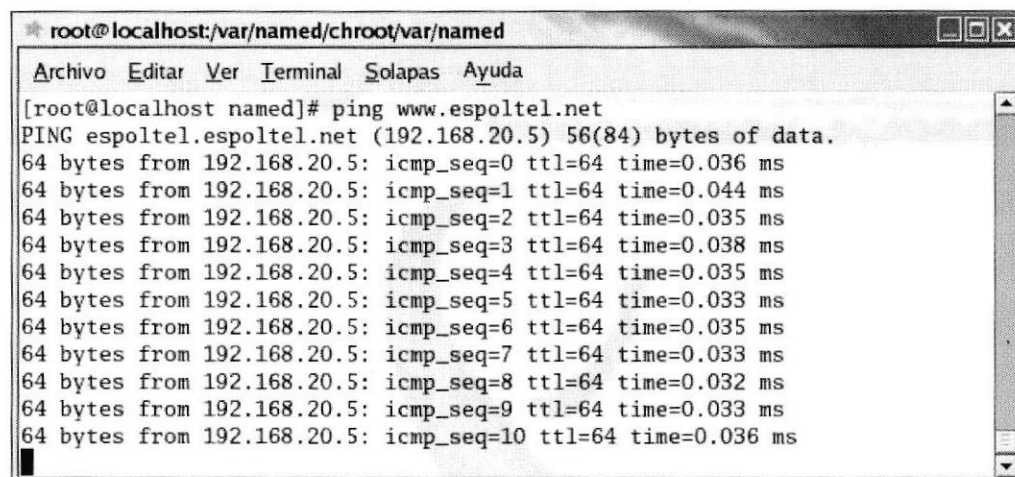 root@localhost:/var/named/chroot/var/named
Archivo Editar Ver Terminal Solapas Ayuda
[root@localhost named]# ping www.espoltel.net
PING espoltel.espoltel.net (192.168.20.5) 56(84) bytes of data.
64 bytes from 192.168.20.5: icmp_seq=0 ttl=64 time=0.036 ms
64 bytes from 192.168.20.5: icmp_seq=1 ttl=64 time=0.044 ms
64 bytes from 192.168.20.5: icmp_seq=2 ttl=64 time=0.035 ms
64 bytes from 192.168.20.5: icmp_seq=3 ttl=64 time=0.038 ms
64 bytes from 192.168.20.5: icmp_seq=4 ttl=64 time=0.035 ms
64 bytes from 192.168.20.5: icmp_seq=5 ttl=64 time=0.033 ms
64 bytes from 192.168.20.5: icmp_seq=6 ttl=64 time=0.035 ms
64 bytes from 192.168.20.5: icmp_seq=7 ttl=64 time=0.033 ms
64 bytes from 192.168.20.5: icmp_seq=8 ttl=64 time=0.032 ms
64 bytes from 192.168.20.5: icmp_seq=9 ttl=64 time=0.033 ms
64 bytes from 192.168.20.5: icmp_seq=10 ttl=64 time=0.036 ms